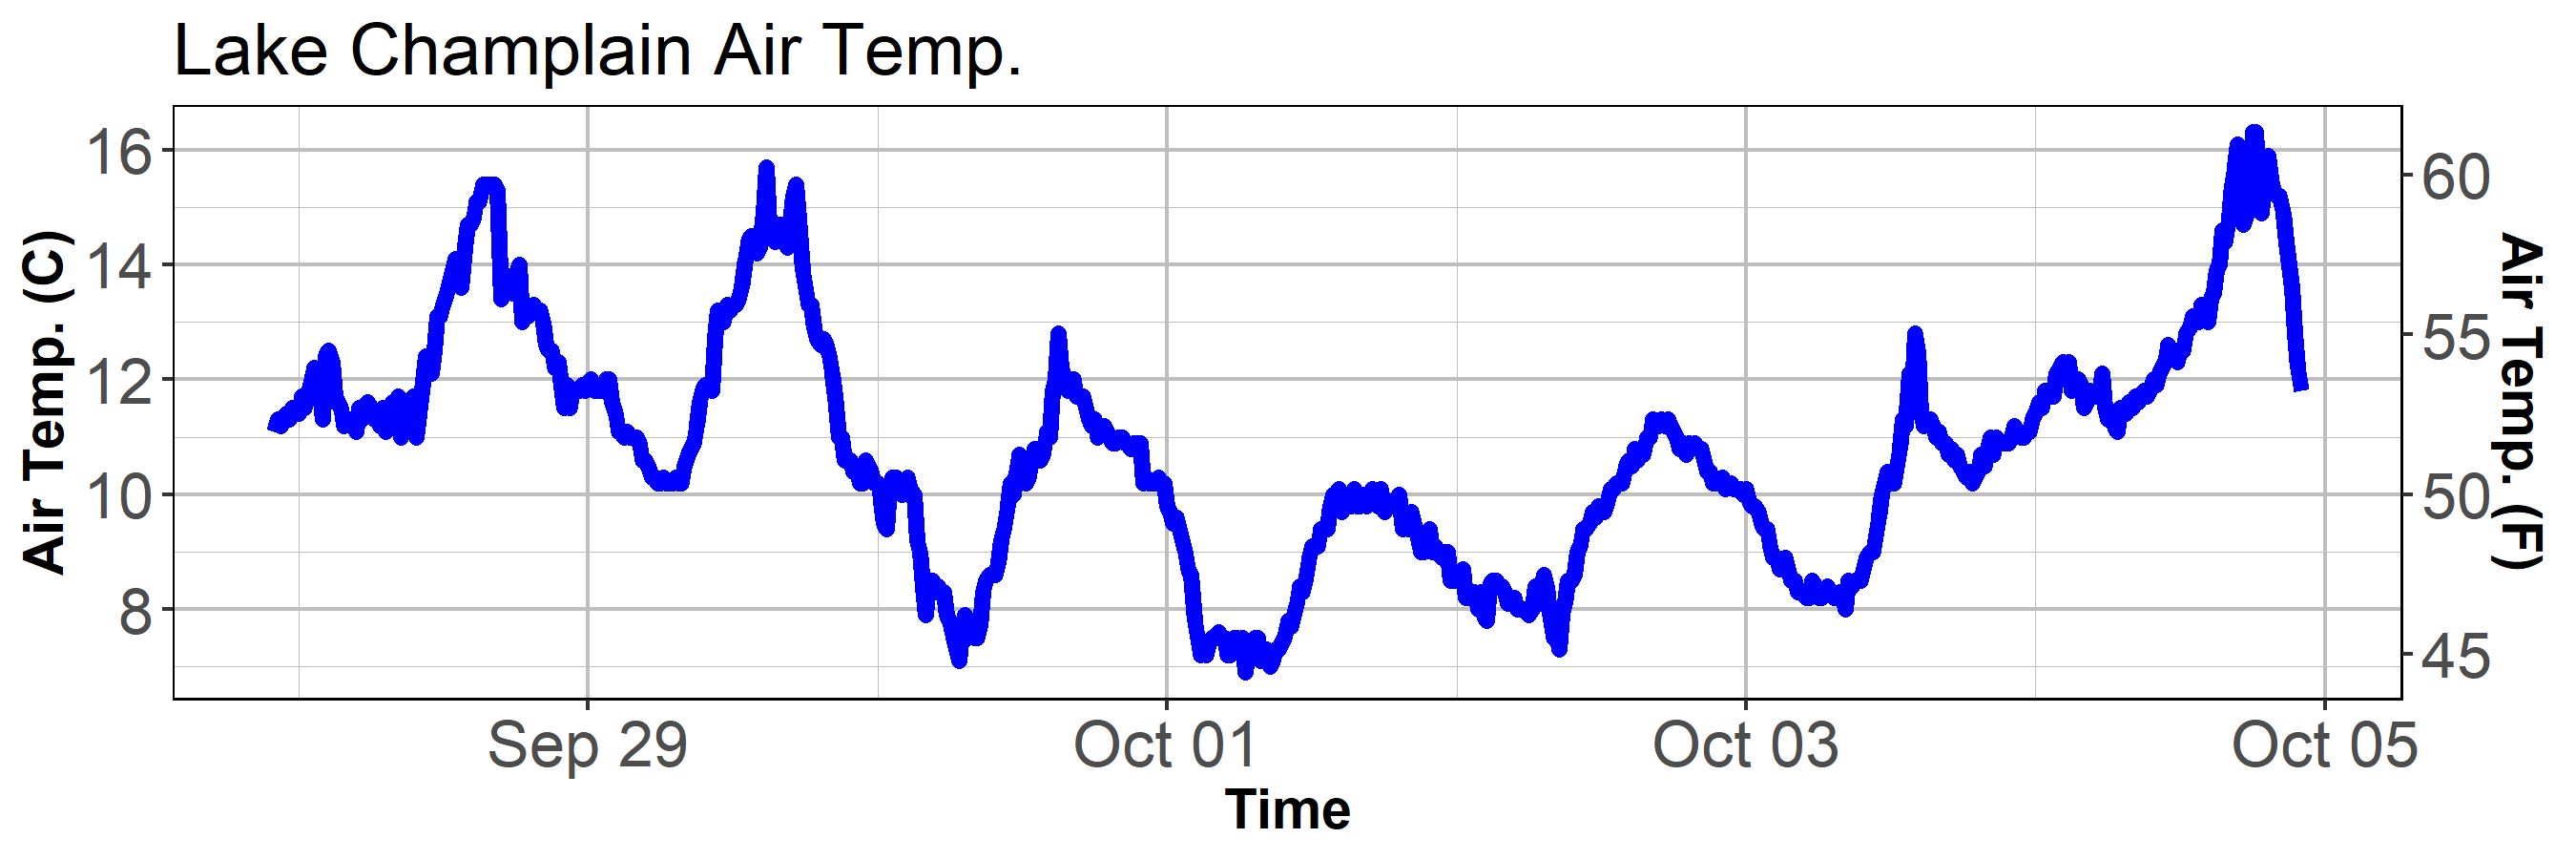 Lake Champlain Air Temp.
Air Temp. (C)
16
14
12
10
8
60
55
50
45
Air Temp. (F)
Sep 29
Oct 01
Oct 03
Oct 05
Time